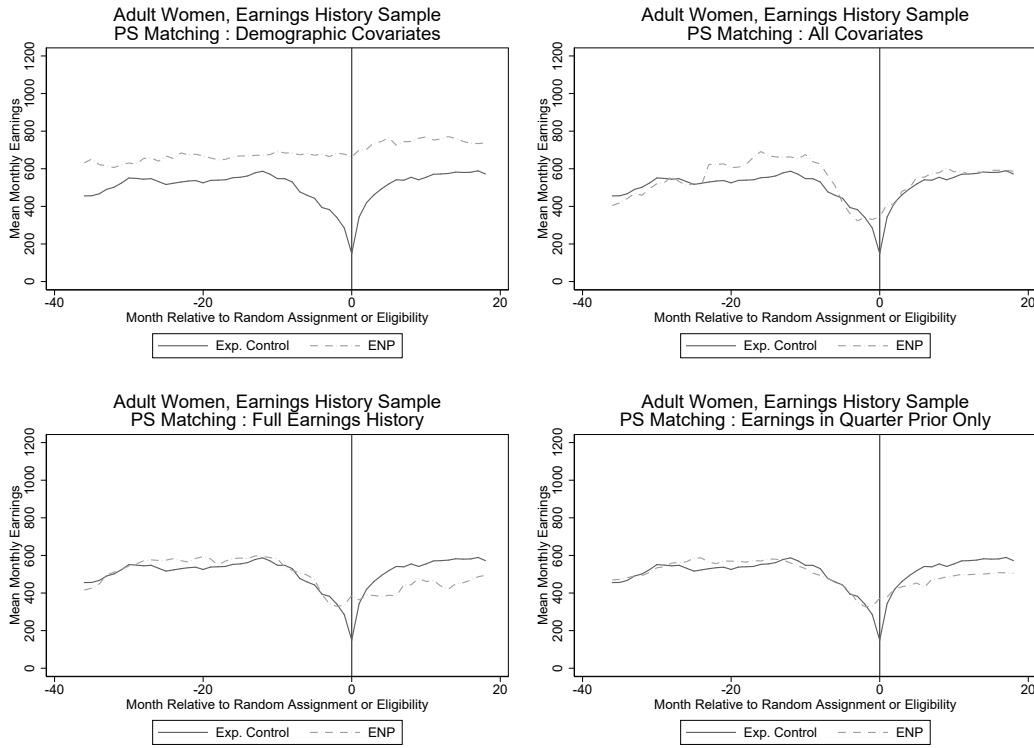 Adult Women, Earnings History Sample
PS Matching : Demographic Covariates
Mean Monthly Earnings
0 200 400 600 800 1000 1200
-40 -20 0 20
Month Relative to Random Assignment or Eligibility
Exp. Control ENP
Adult Women, Earnings History Sample
PS Matching : All Covariates
Mean Monthly Earnings
0 200 400 600 800 1000 1200
-40 -20 0 20
Month Relative to Random Assignment or Eligibility
Exp. Control ENP
Adult Women, Earnings History Sample
PS Matching : Full Earnings History
Mean Monthly Earnings
0 200 400 600 800 1000 1200
-40 -20 0 20
Month Relative to Random Assignment or Eligibility
Exp. Control ENP
Adult Women, Earnings History Sample
PS Matching : Earnings in Quarter Prior Only
Mean Monthly Earnings
0 200 400 600 800 1000 1200
-40 -20 0 20
Month Relative to Random Assignment or Eligibility
Exp. Control ENP